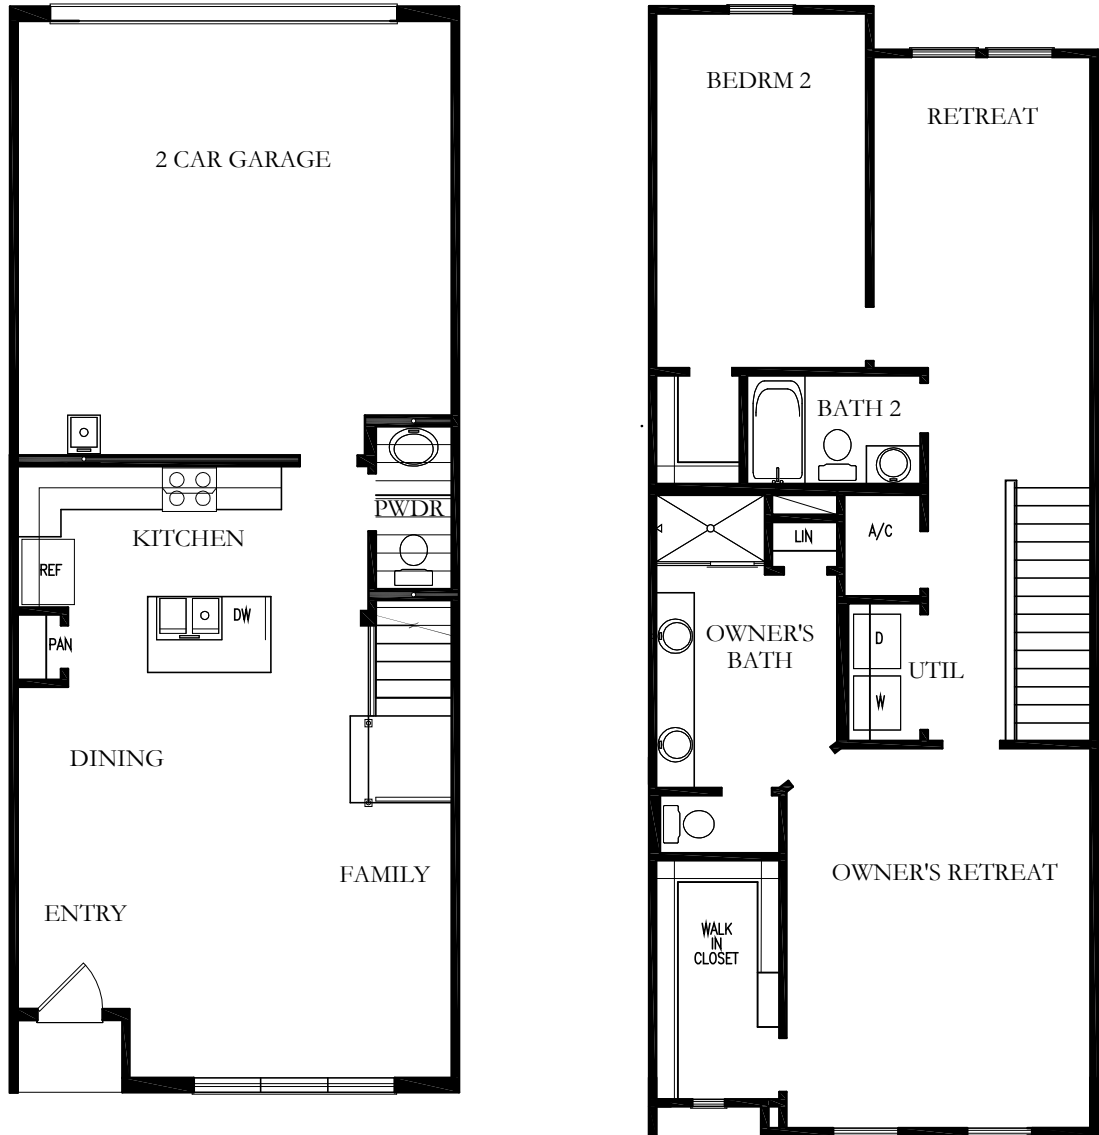 2 CAR GARAGE
PWDR
KITCHEN
REF
DW
PAN
DINING
FAMILY
ENTRY
BEDRM 2
RETREAT
BATH 2
LIN
A/C
OWNER'S
BATH
D
UTIL
W
OWNER'S RETREAT
WALK
IN
CLOSET